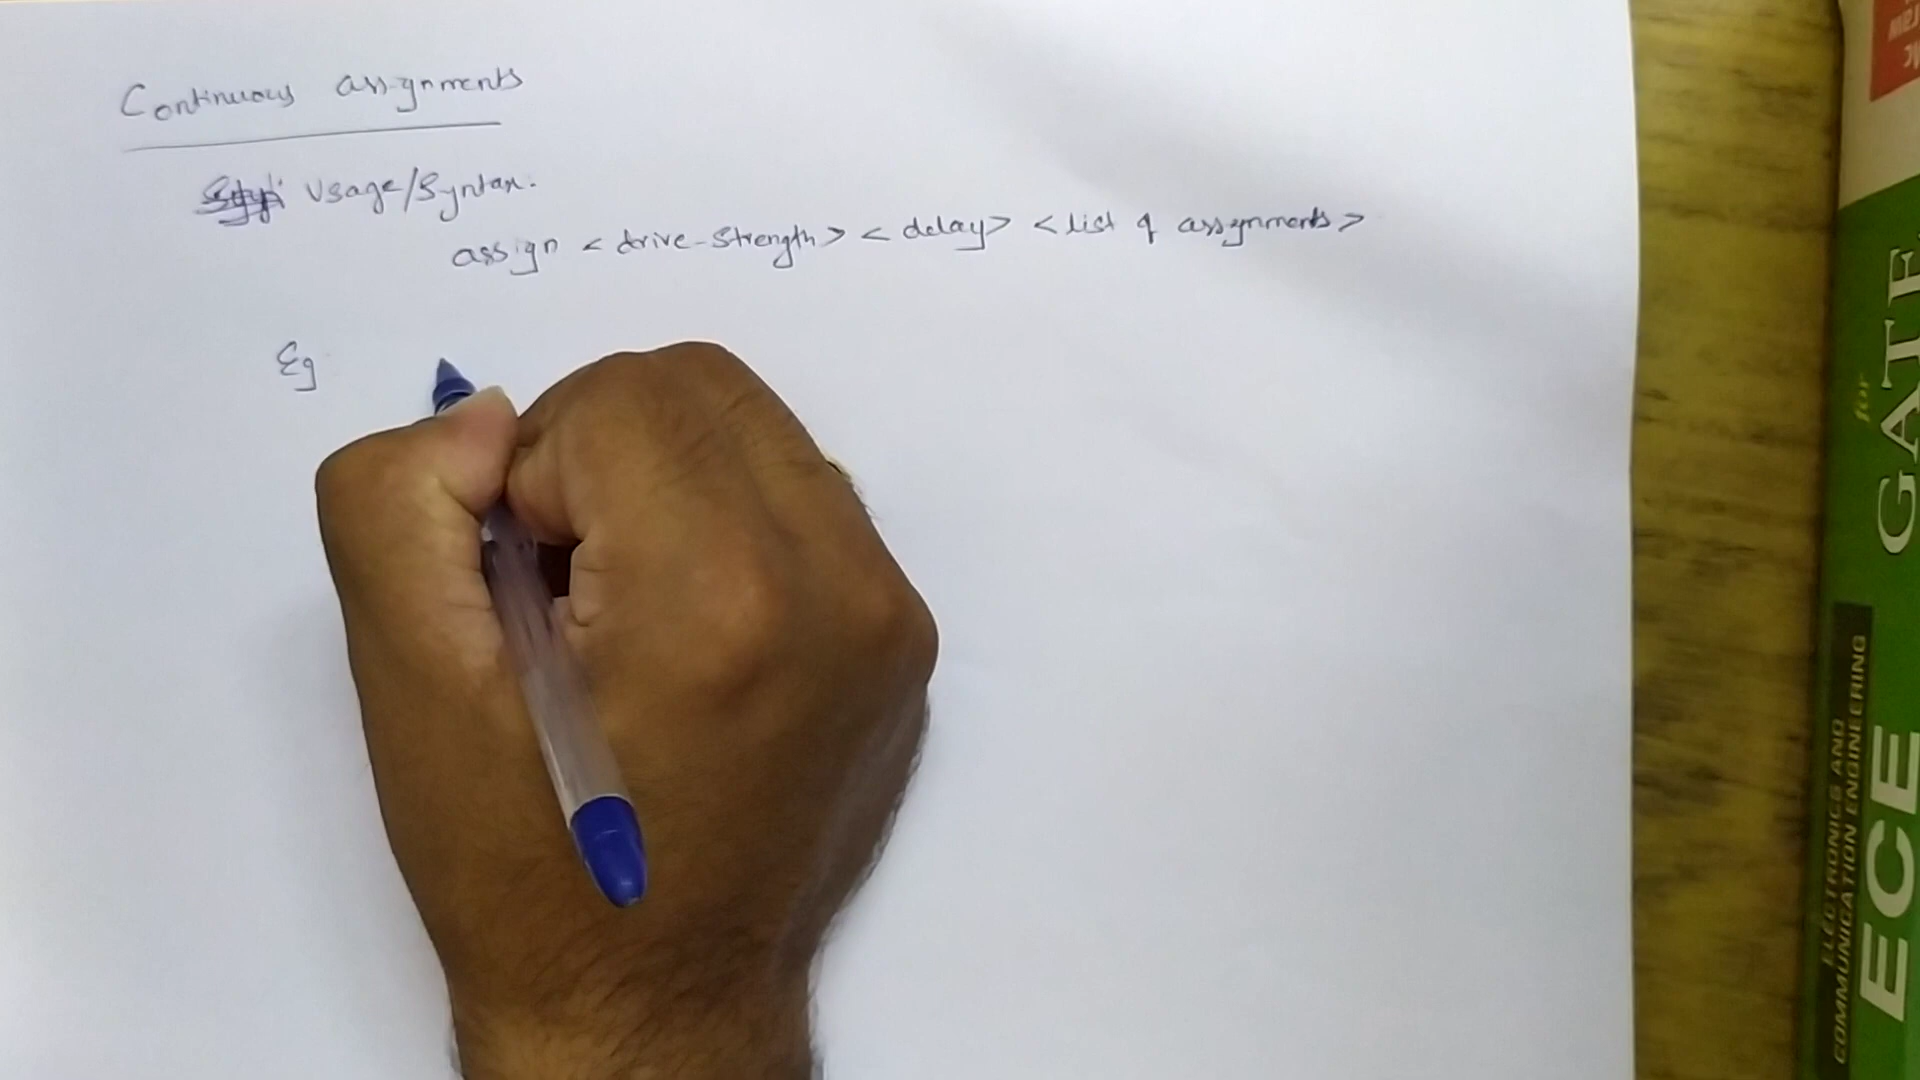 Continuous assignments
Usage/Syntax:
assign <drive-strength> <delay> <list of assignments>
Eg
for
GATE
ELECTRONICS AND
COMMUNICATION ENGINEERING
ECE